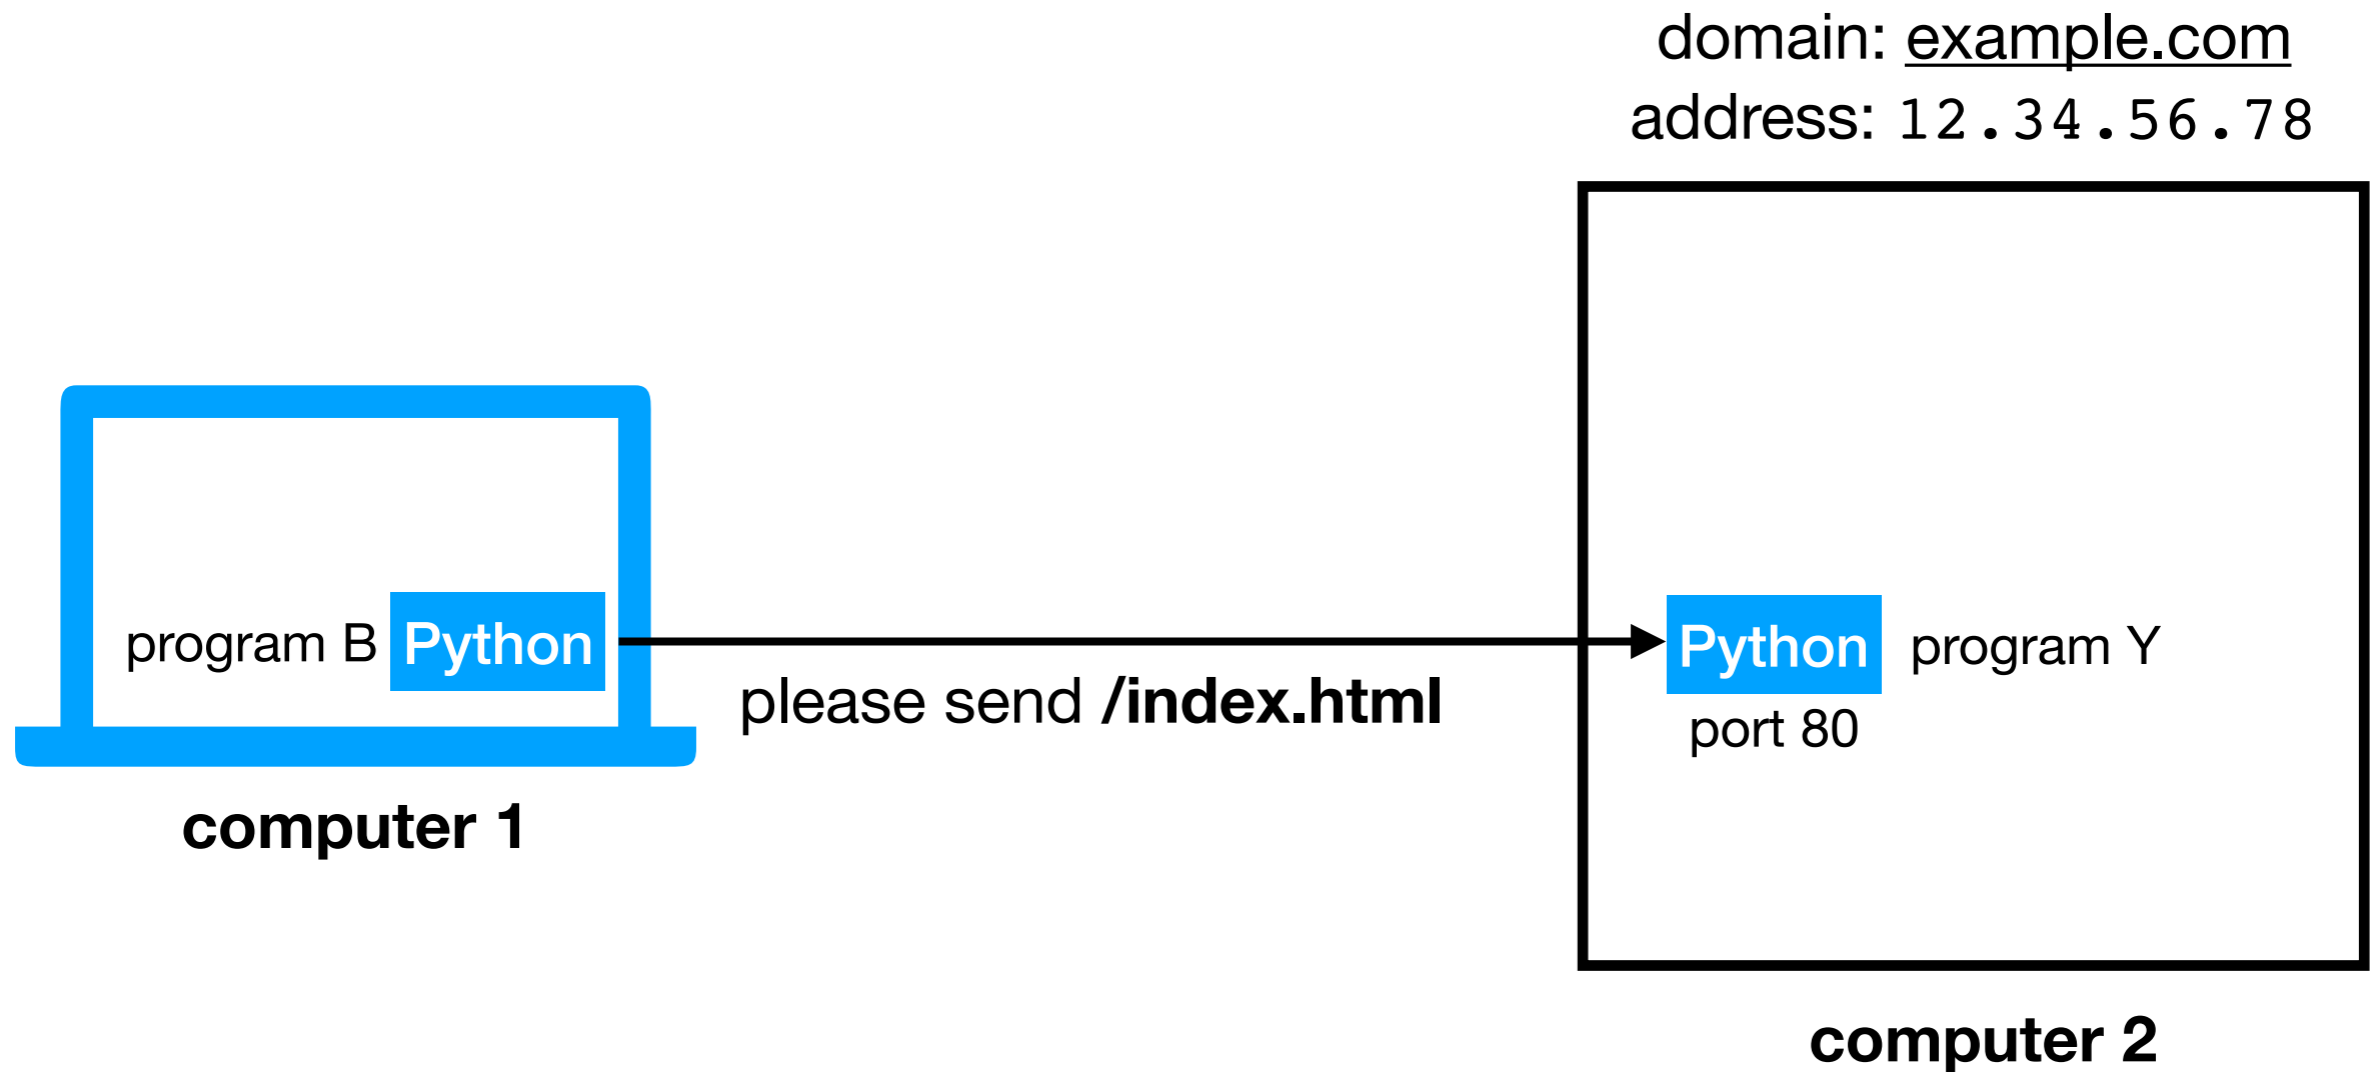 domain: example.com
address: 12.34.56.78
program B Python
please send /index.html
Python program Y
port 80
computer 1
computer 2